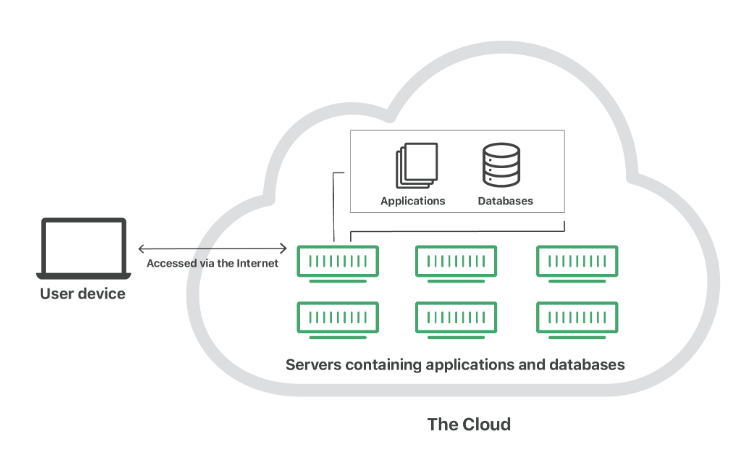 Applications
Databases
Accessed via the Internet
User device
Servers containing applications and databases
The Cloud